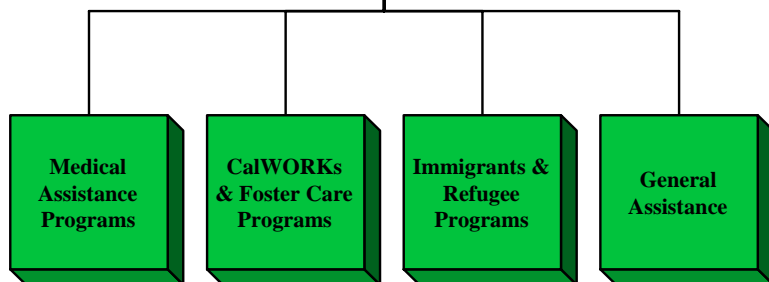 Medical
Assistance
Programs
CalWORKs
& Foster Care
Programs
Immigrants &
Refugee
Programs
General
Assistance